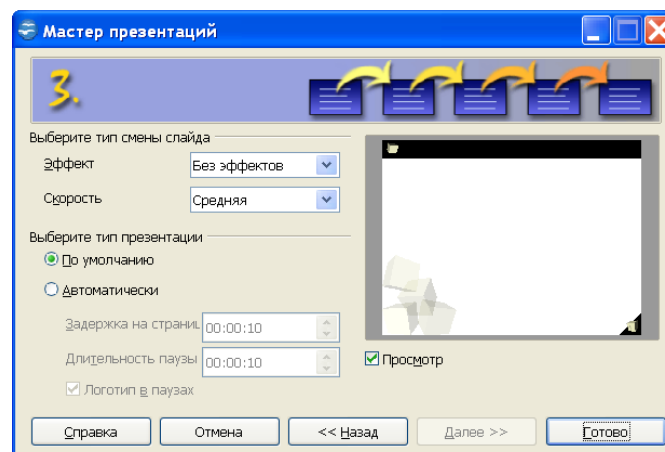 Мастер презентаций
3.
Выберите тип смены слайда
Эффект Без эффектов
Скорость Средняя
Выберите тип презентации
По умолчанию
Автоматически
Задержка на страниц 00:00:10
Длительность паузы 00:00:10
Логотип в паузах
Просмотр
Справка Отмена << Назад Далее >> Готово